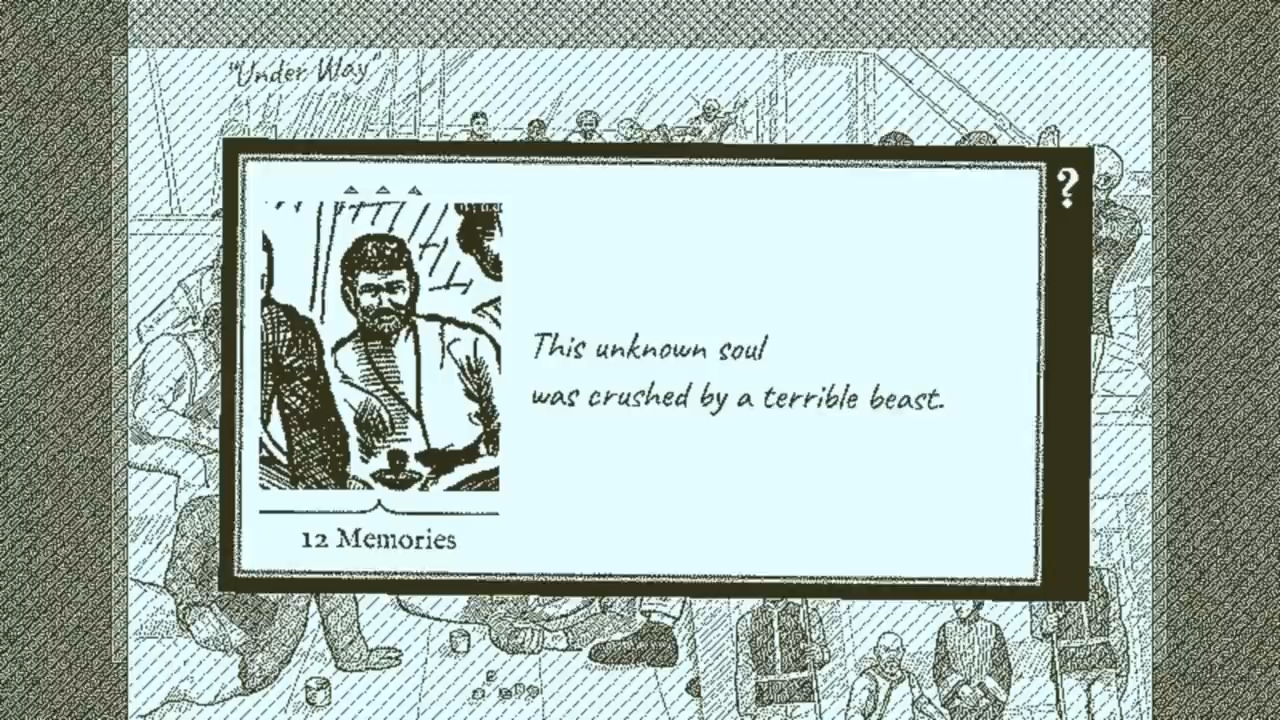 "Under Way"
?
This unknown soul
was crushed by a terrible beast.
12 Memories